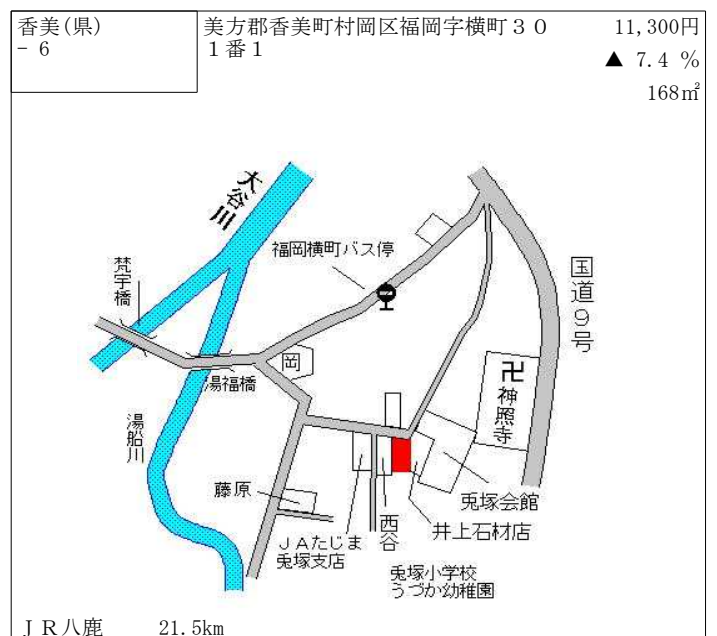 香美(県)
- 6
美方郡香美町村岡区福岡字横町３０
１番１
11,300円
▲ 7.4 %
168㎡
大谷川
福岡横町バス停
梵字橋
国道９号
岡
湯福橋
卍神照寺
湯船川
藤原
兎塚会館
西谷
井上石材店
ＪＡたじま
兎塚支店
兎塚小学校
うづか幼稚園
ＪＲ八鹿 21.5km